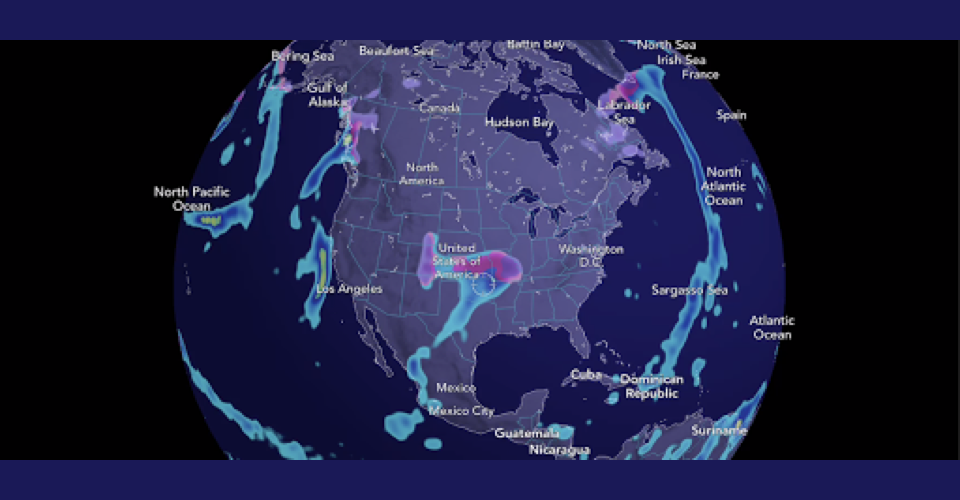 Bering Sea
Beaufort Sea
Baffin Bay
North Sea
Irish Sea
France
Gulf of
Alaska
Canada
Labrador
Sea
Hudson Bay
Spain
North
America
North
Atlantic
Ocean
North Pacific
Ocean
United
States of
America
Washington
D.C.
Los Angeles
Sargasso Sea
Atlantic
Ocean
Cuba
Dominican
Republic
Mexico
Mexico City
Guatemala
Nicaragua
Suriname